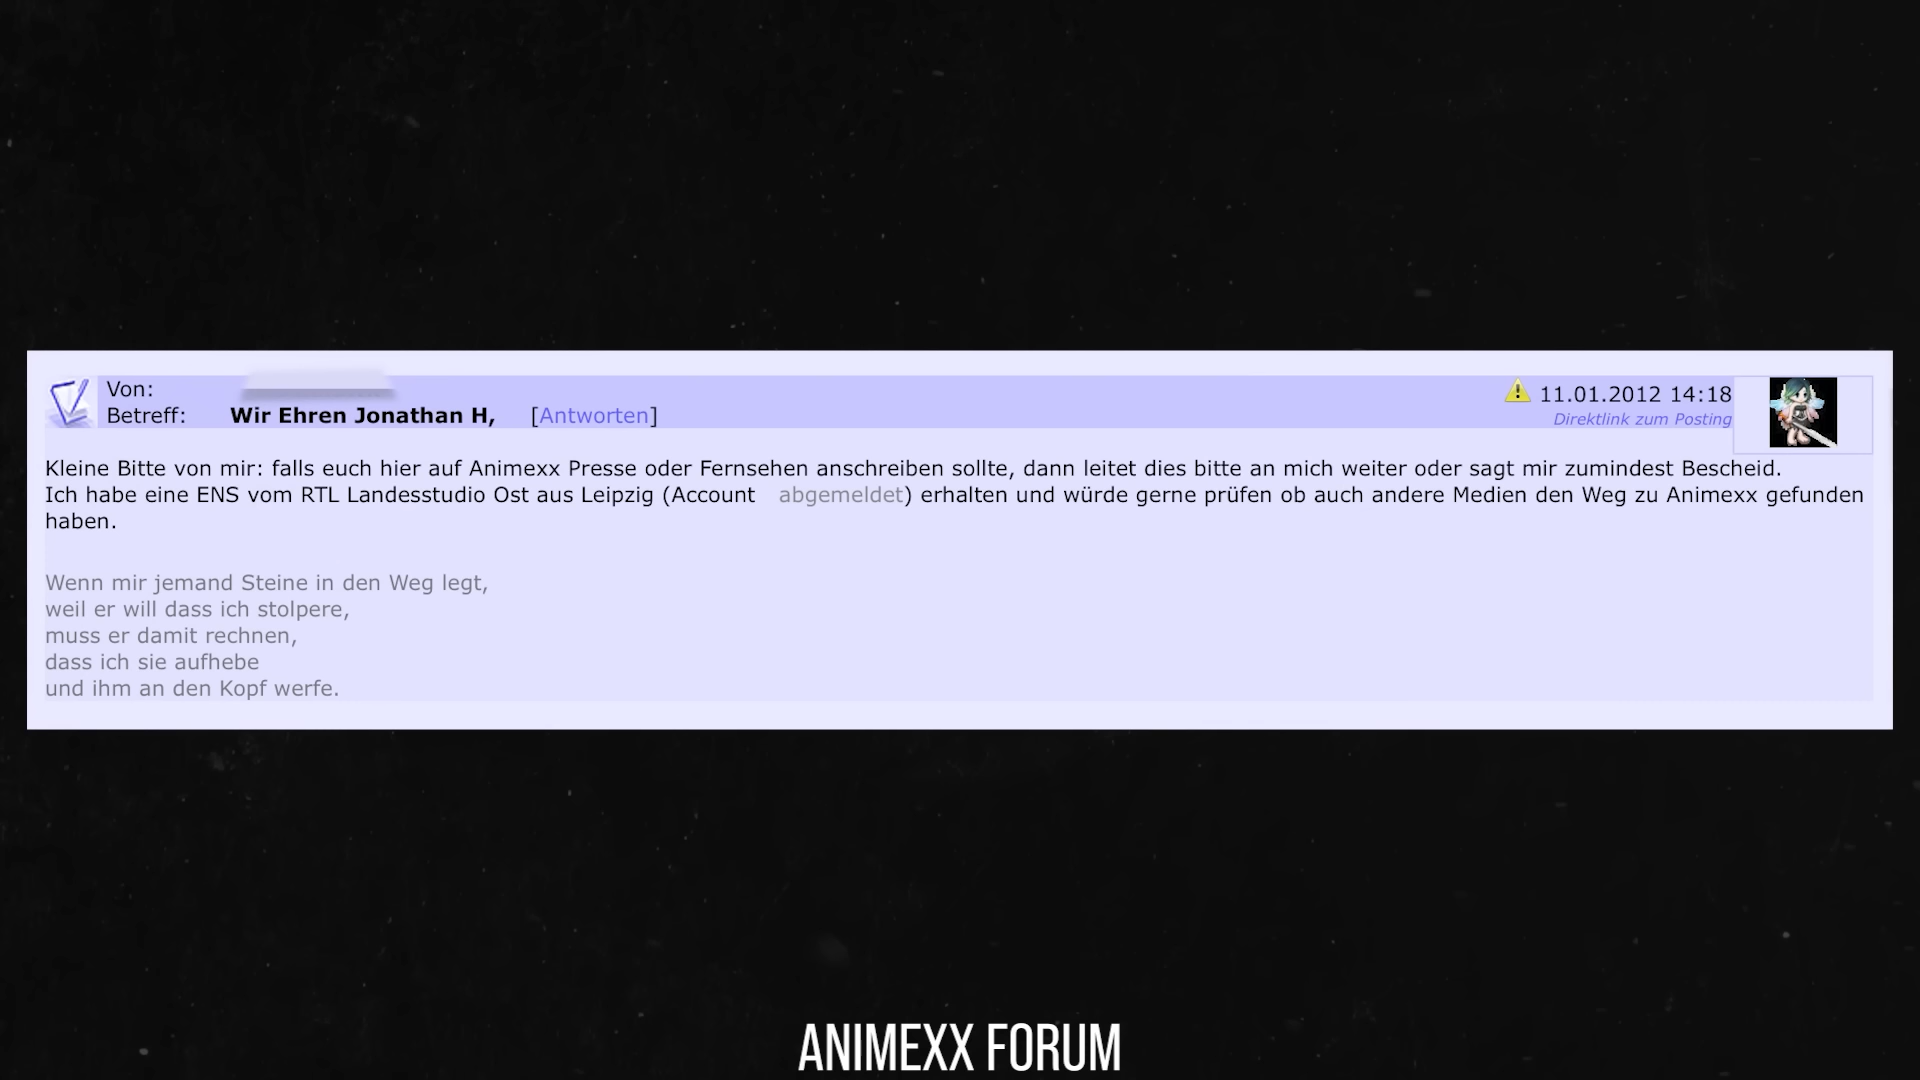 Von:
11.01.2012 14:18
Betreff: Wir Ehren Jonathan H, [Antworten]
Direktlink zum Posting
Kleine Bitte von mir: falls euch hier auf Animexx Presse oder Fernsehen anschreiben sollte, dann leitet dies bitte an mich weiter oder sagt mir zumindest Bescheid.
Ich habe eine ENS vom RTL Landesstudio Ost aus Leipzig (Account abgemeldet) erhalten und würde gerne prüfen ob auch andere Medien den Weg zu Animexx gefunden
haben.
Wenn mir jemand Steine in den Weg legt,
weil er will dass ich stolpere,
muss er damit rechnen,
dass ich sie aufhebe
und ihm an den Kopf werfe.
ANIMEXX FORUM